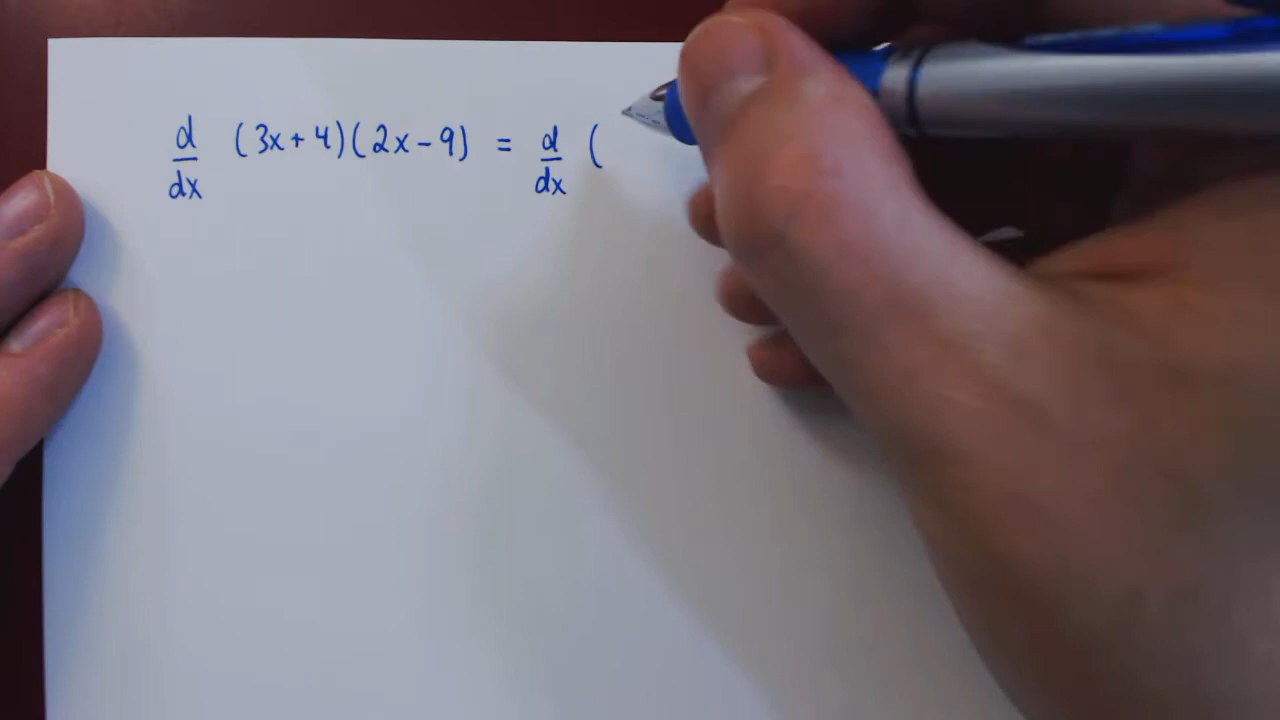 d/dx (3x+4)(2x-9) = d/dx (